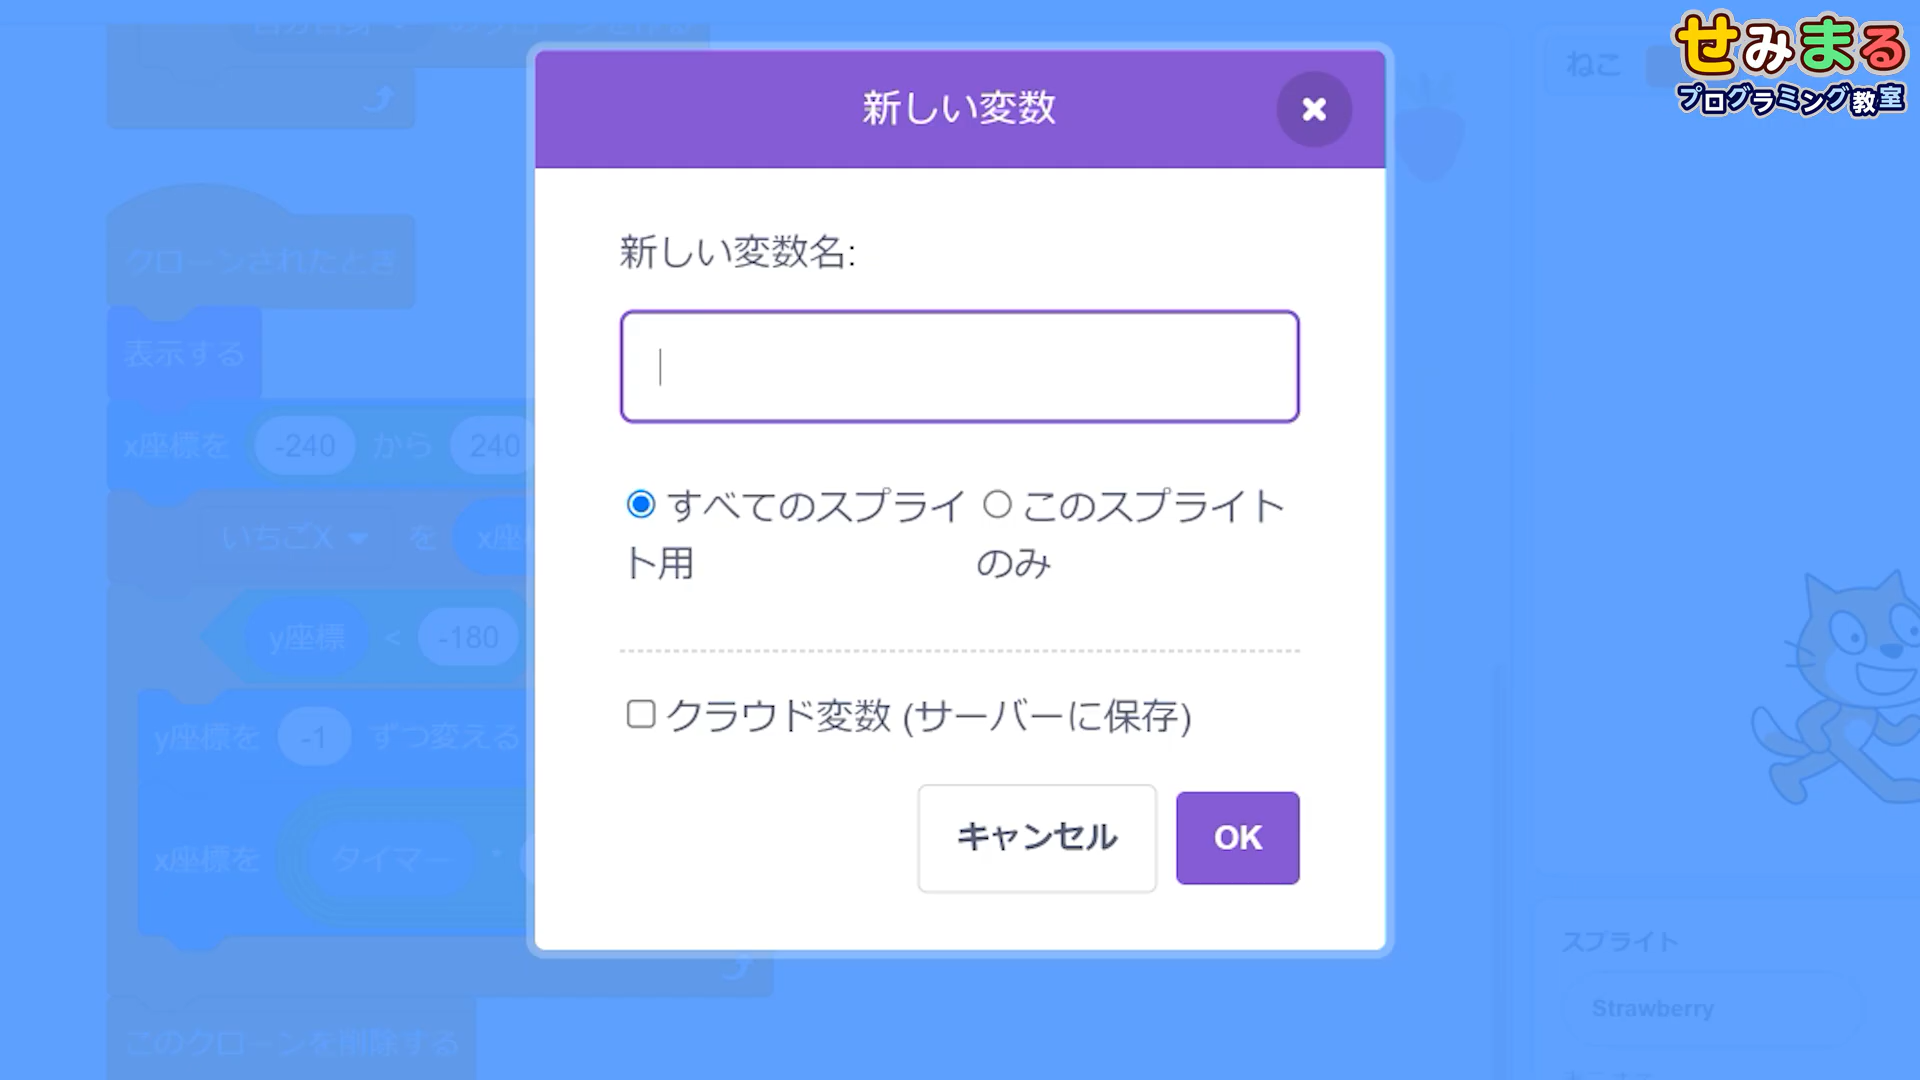 せみまる
プログラミング教室
ねこ
新しい変数
新しい変数名:
クローンされたとき
表示する
x座標を -240 から 240
いちごX を x座
すべてのスプライト用
このスプライトのみ
y座標 < -180
クラウド変数 (サーバーに保存)
y座標を -1 ずつ変える
x座標を タイマー
キャンセル
OK
スプライト
Strawberry
このクローンを削除する